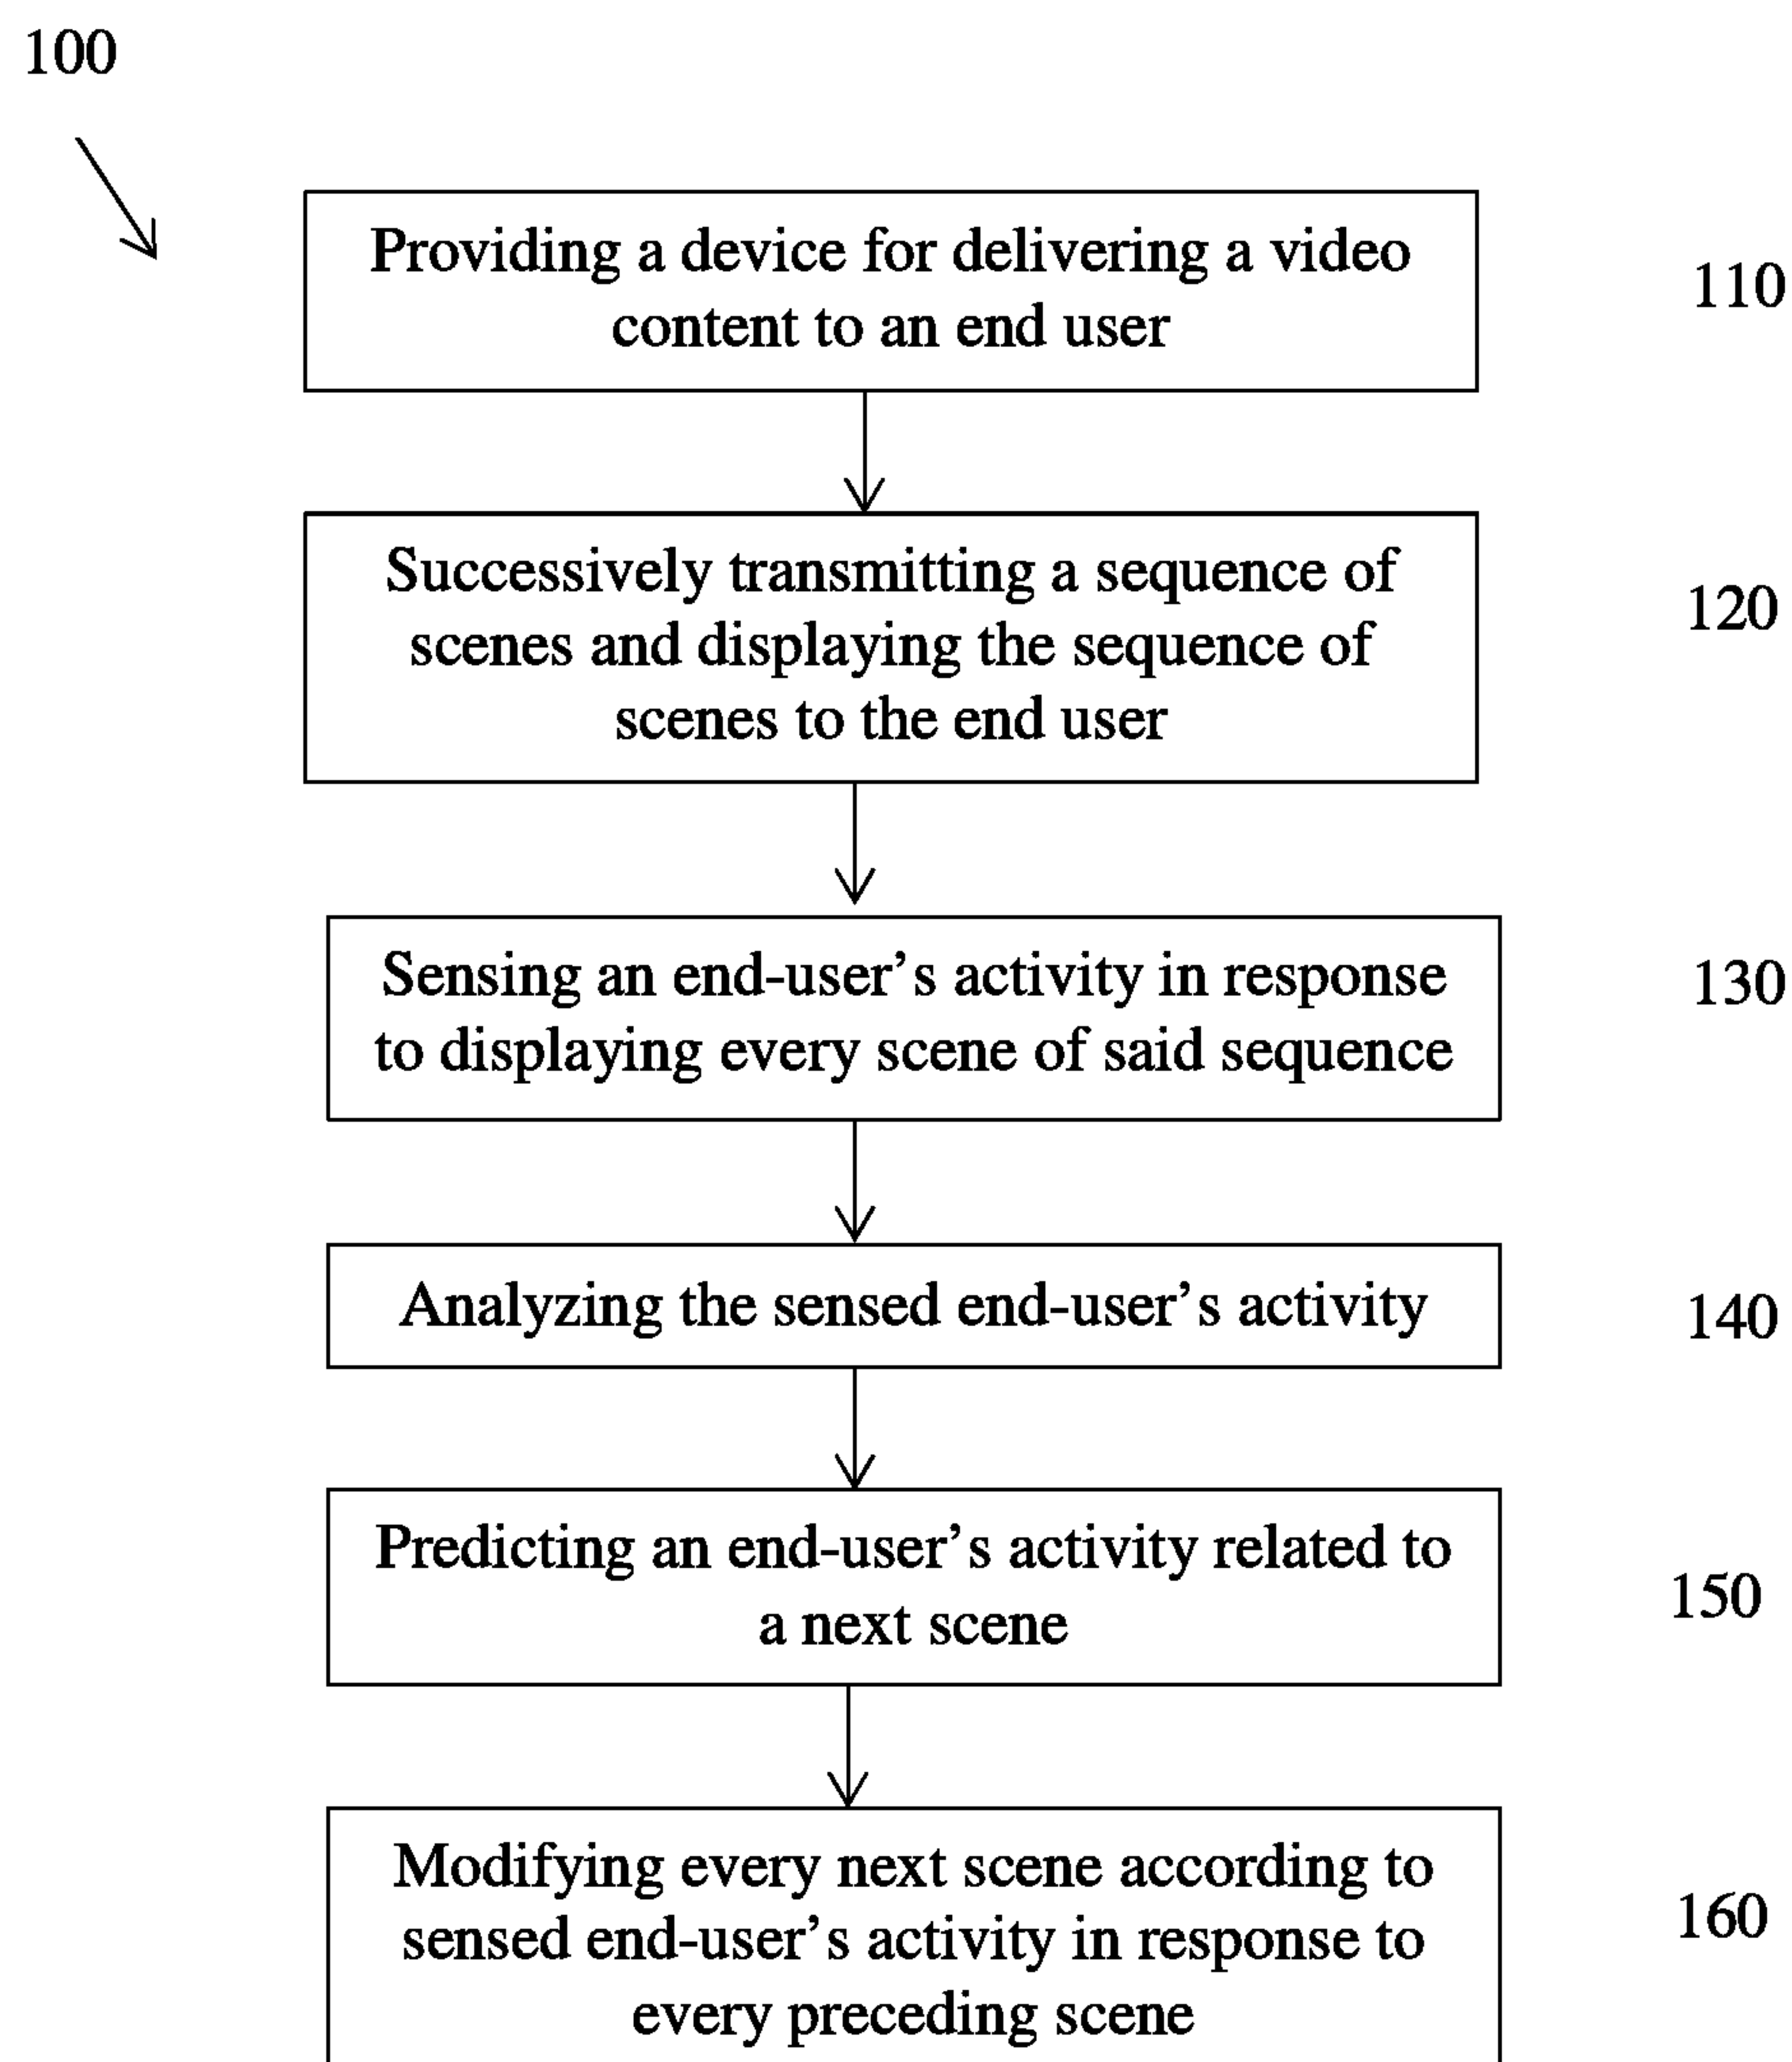 100
Providing a device for delivering a video
content to an end user
110
Successively transmitting a sequence of
scenes and displaying the sequence of
scenes to the end user
120
Sensing an end-user's activity in response
to displaying every scene of said sequence
130
Analyzing the sensed end-user's activity
140
Predicting an end-user's activity related to
a next scene
150
Modifying every next scene according to
sensed end-user's activity in response to
every preceding scene
160